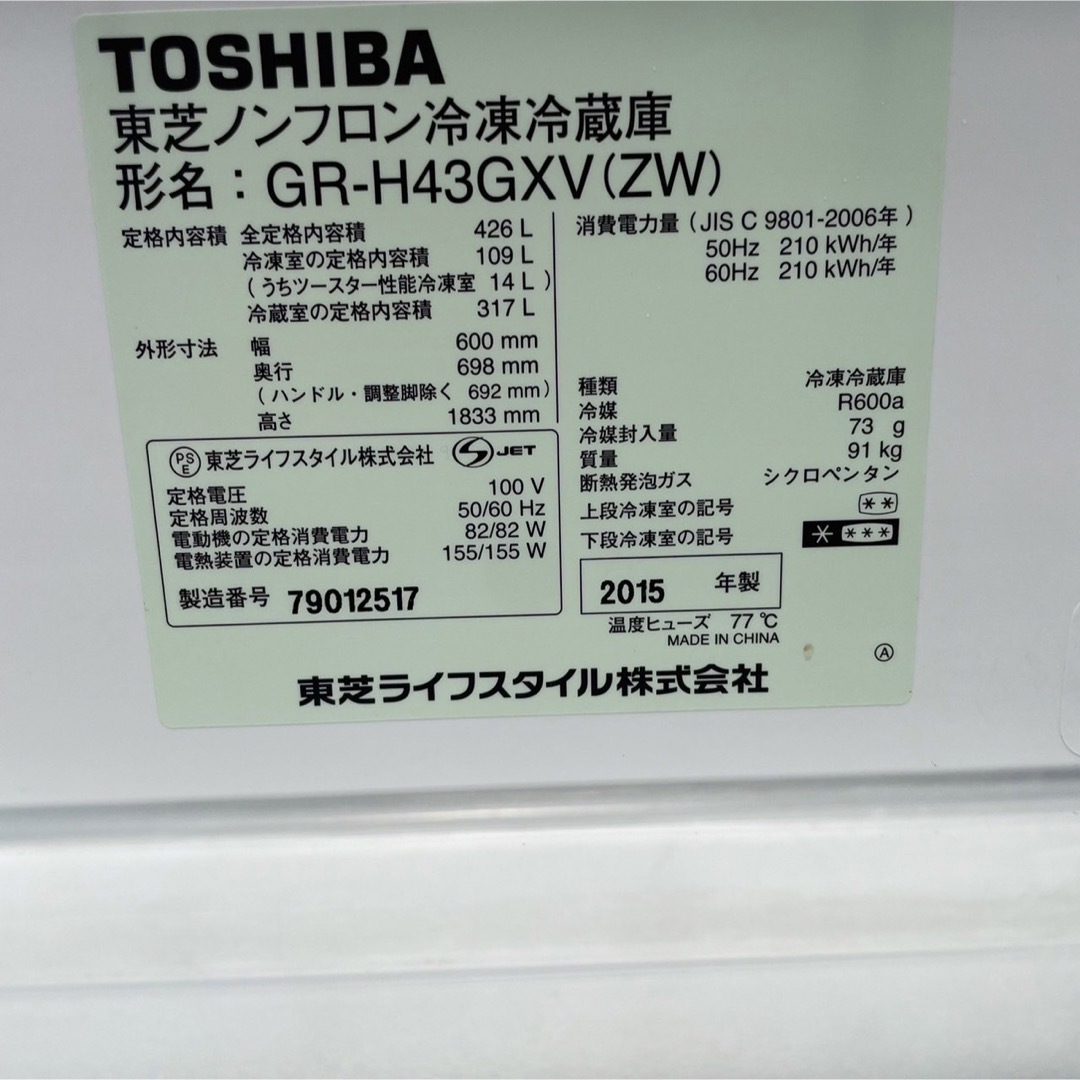 TOSHIBA
東芝ノンフロン冷凍冷蔵庫
形名：GR-H43GXV(ZW)
定格内容積 全定格内容積 426 L
冷凍室の定格内容積 109 L
(うちツースター性能冷凍室 14 L)
冷蔵室の定格内容積 317 L
外形寸法 幅 600 mm
奥行 698 mm
(ハンドル・調整脚除く 692 mm)
高さ 1833 mm
消費電力量 (JIS C 9801-2006年)
50Hz 210 kWh/年
60Hz 210 kWh/年
種類 冷凍冷蔵庫
冷媒 R600a
冷媒封入量 73 g
質量 91 kg
断熱発泡ガス シクロペンタン
上段冷凍室の記号 **
下段冷凍室の記号 * ***
PSE 東芝ライフスタイル株式会社 JET
定格電圧 100 V
定格周波数 50/60 Hz
電動機の定格消費電力 82/82 W
電熱装置の定格消費電力 155/155 W
製造番号 79012517
2015 年製
温度ヒューズ 77℃
MADE IN CHINA
A
東芝ライフスタイル株式会社